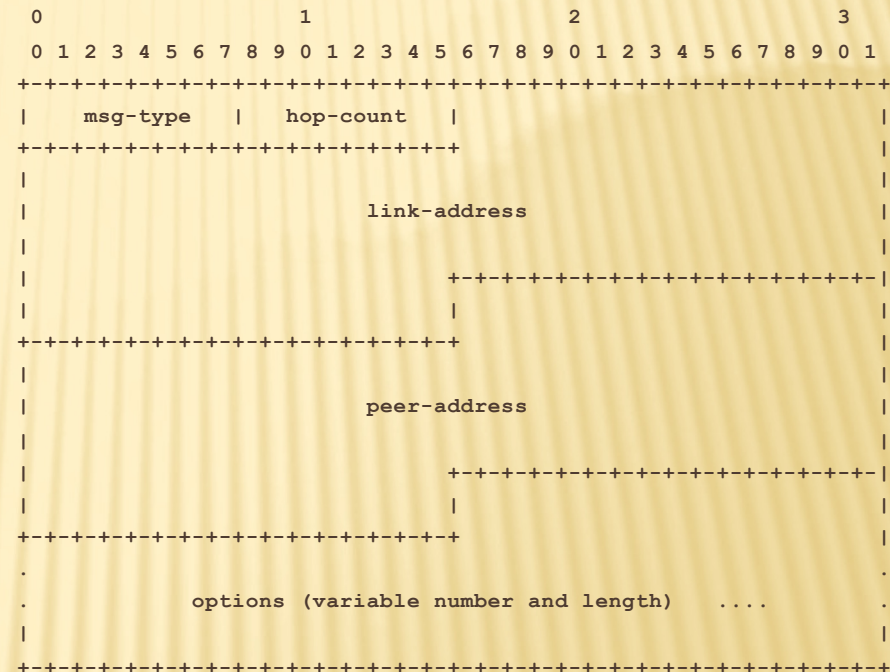 0                   1                   2                   3
 0 1 2 3 4 5 6 7 8 9 0 1 2 3 4 5 6 7 8 9 0 1 2 3 4 5 6 7 8 9 0 1
+-+-+-+-+-+-+-+-+-+-+-+-+-+-+-+-+-+-+-+-+-+-+-+-+-+-+-+-+-+-+-+-+
|    msg-type   |   hop-count   |                               |
+-+-+-+-+-+-+-+-+-+-+-+-+-+-+-+-+                               |
|                                                               |
|                         link-address                          |
|                                                               |
|                               +-+-+-+-+-+-+-+-+-+-+-+-+-+-+-+-|
|                               |                               |
+-+-+-+-+-+-+-+-+-+-+-+-+-+-+-+-+                               |
|                                                               |
|                         peer-address                          |
|                                                               |
|                               +-+-+-+-+-+-+-+-+-+-+-+-+-+-+-+-|
|                               |                               |
+-+-+-+-+-+-+-+-+-+-+-+-+-+-+-+-+                               |
.                                                               .
.            options (variable number and length)   ....        .
|                                                               |
+-+-+-+-+-+-+-+-+-+-+-+-+-+-+-+-+-+-+-+-+-+-+-+-+-+-+-+-+-+-+-+-+